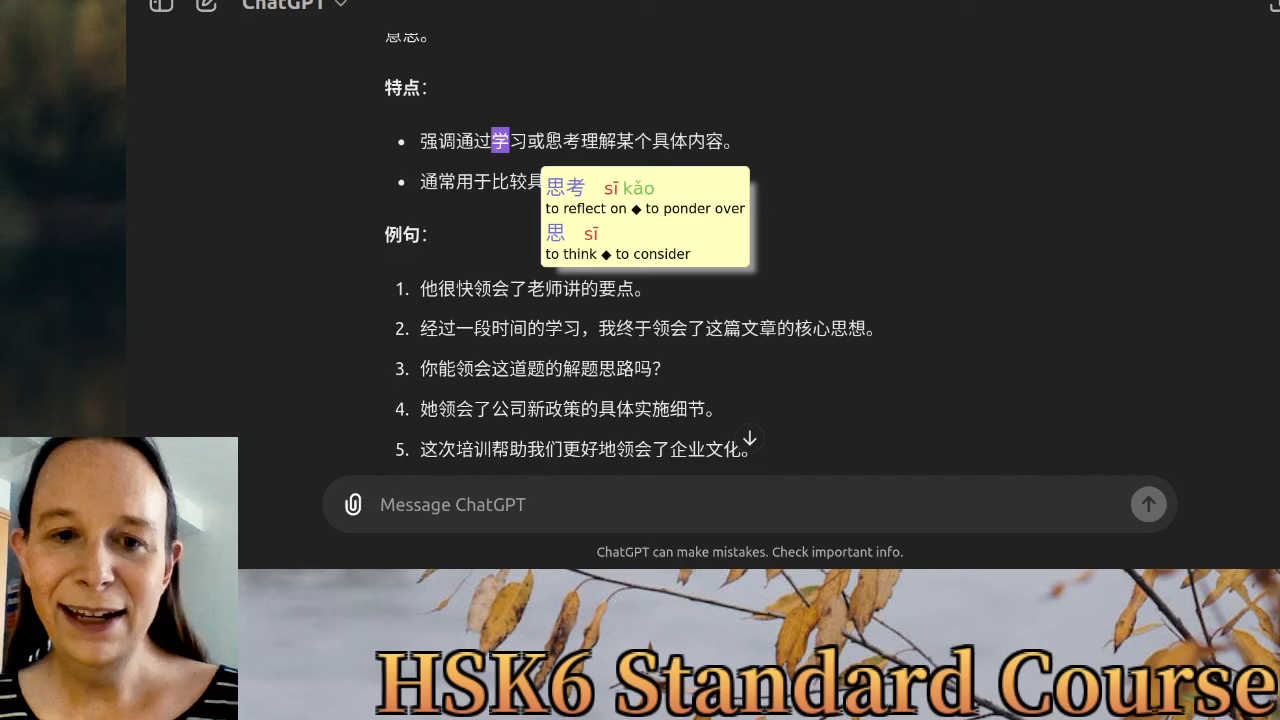 ChatGPT
意思。
特点：
强调通过学习或思考理解某个具体内容。
通常用于比较具
思考 sī kǎo
to reflect on ◆ to ponder over
思 sī
to think ◆ to consider
例句：
1. 他很快领会了老师讲的要点。
2. 经过一段时间的学习，我终于领会了这篇文章的核心思想。
3. 你能领会这道题的解题思路吗？
4. 她领会了公司新政策的具体实施细节。
5. 这次培训帮助我们更好地领会了企业文化。
Message ChatGPT
ChatGPT can make mistakes. Check important info.
HSK6 Standard Course